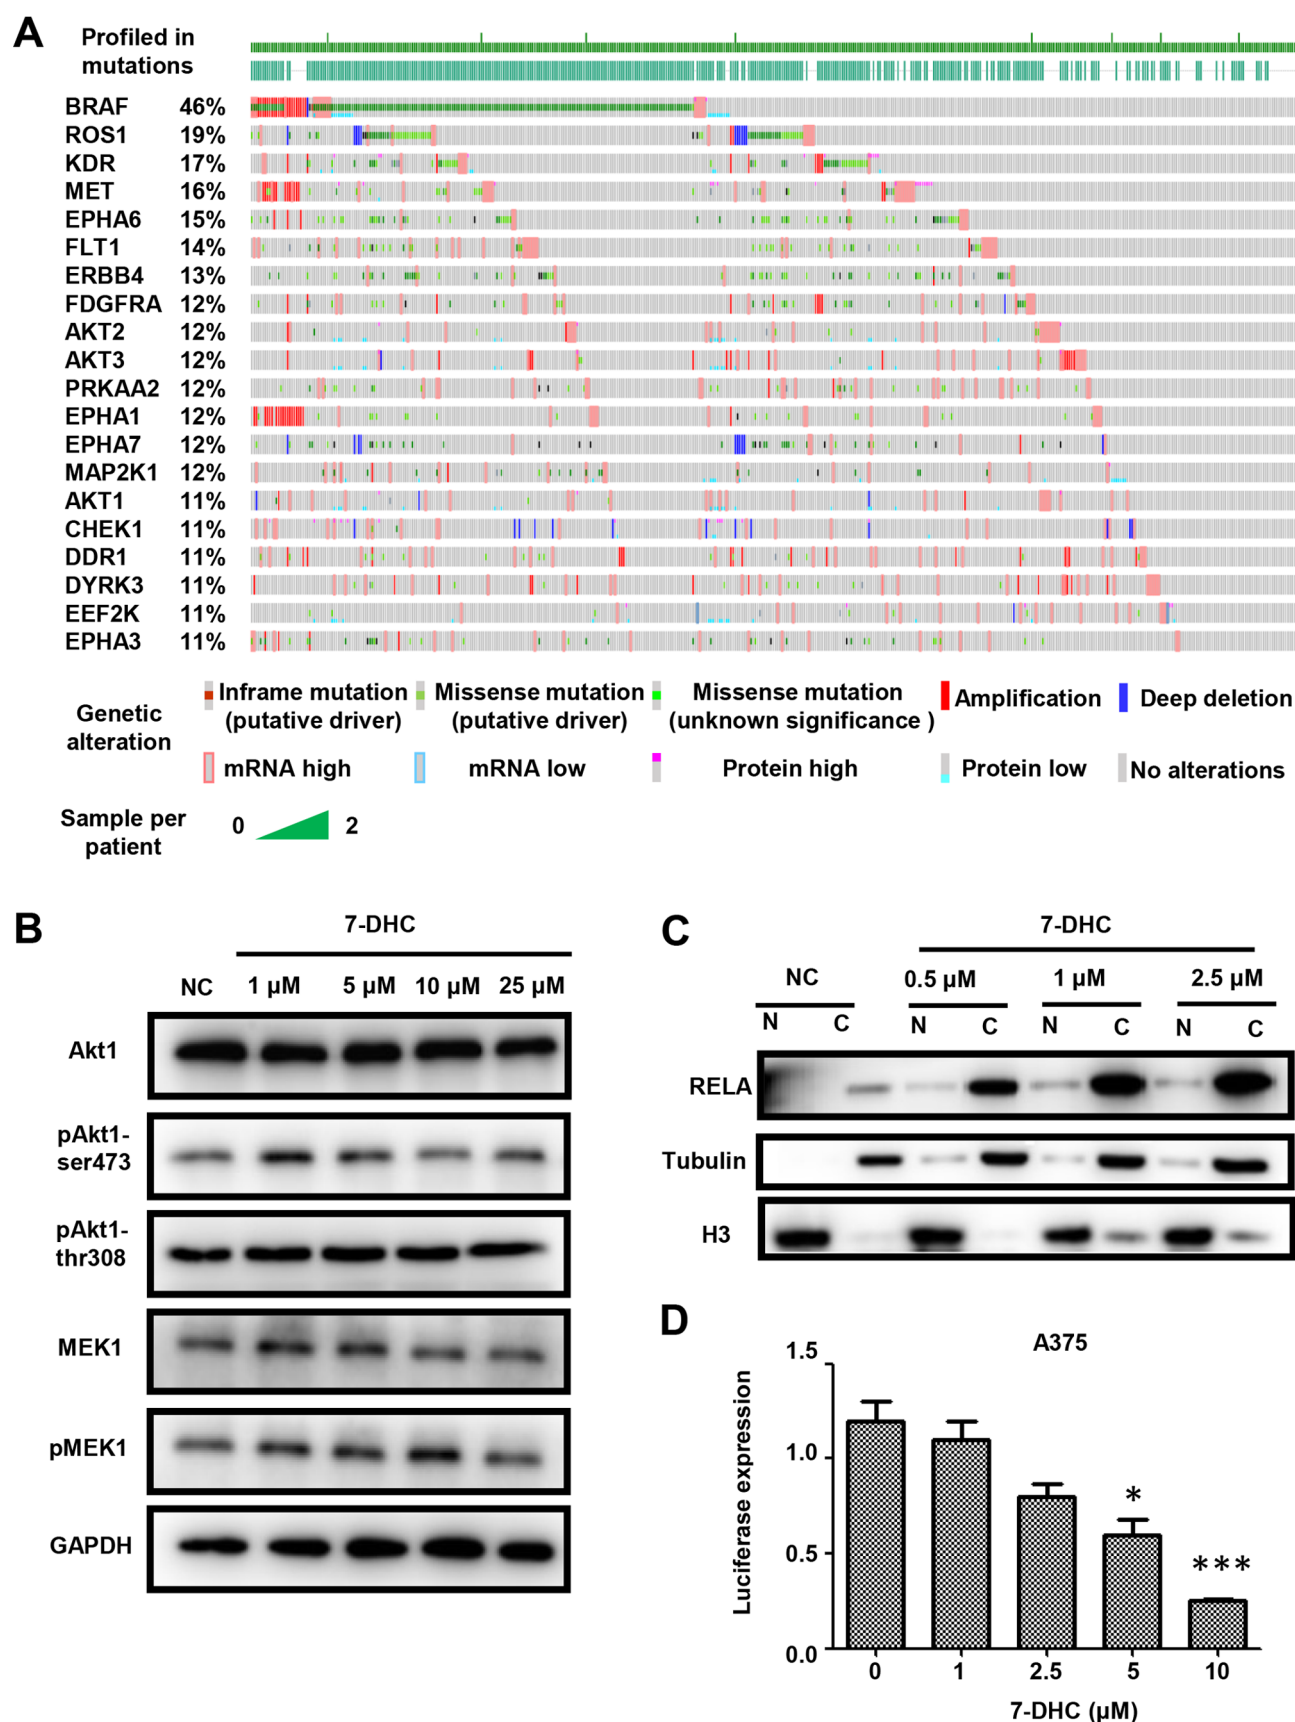 A
Profiled in
mutations
BRAF 46%
ROS1 19%
KDR 17%
MET 16%
EPHA6 15%
FLT1 14%
ERBB4 13%
FDGFRA 12%
AKT2 12%
AKT3 12%
PRKAA2 12%
EPHA1 12%
EPHA7 12%
MAP2K1 12%
AKT1 11%
CHEK1 11%
DDR1 11%
DYRK3 11%
EEF2K 11%
EPHA3 11%
Genetic
alteration
Inframe mutation
(putative driver)
Missense mutation
(putative driver)
Missense mutation
(unknown significance )
Amplification
Deep deletion
mRNA high
mRNA low
Protein high
Protein low
No alterations
Sample per
patient
0 2
B
7-DHC
NC 1 µM 5 µM 10 µM 25 µM
Akt1
pAkt1-
ser473
pAkt1-
thr308
MEK1
pMEK1
GAPDH
C
7-DHC
NC 0.5 µM 1 µM 2.5 µM
N C N C N C N C
RELA
Tubulin
H3
D
A375
Luciferase expression
1.5
1.0
0.5
0.0
*
***
0 1 2.5 5 10
7-DHC (µM)